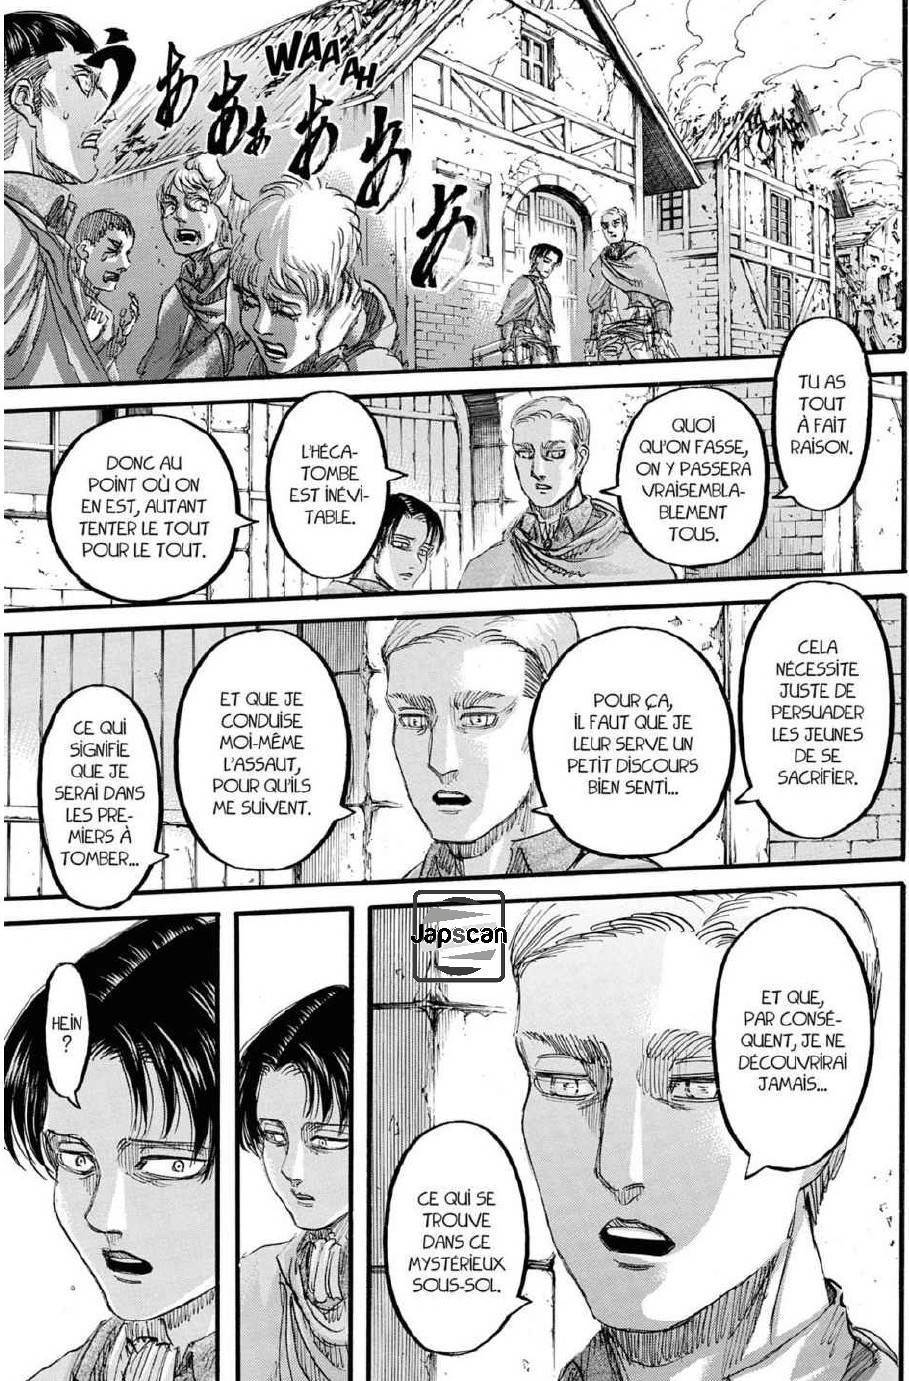 WAAAAH
うあああああああ
TU AS
TOUT
À FAIT
RAISON.
QUOI
QU'ON FASSE,
ON Y PASSERA
VRAISEMBLA-
BLEMENT
TOUS.
L'HÉCA-
TOMBE
EST INÉVI-
TABLE.
DONC AU
POINT OÙ ON
EN EST, AUTANT
TENTER LE TOUT
POUR LE TOUT.
CELA
NÉCESSITE
JUSTE DE
PERSUADER
LES JEUNES
DE SE
SACRIFIER.
POUR ÇA,
IL FAUT QUE JE
LEUR SERVE UN
PETIT DISCOURS
BIEN SENTI...
ET QUE JE
CONDUISE
MOI-MÊME
L'ASSAUT,
POUR QU'ILS
ME SUIVENT.
CE QUI
SIGNIFIE
QUE JE
SERAI DANS
LES PRE-
MIERS À
TOMBER...
Japscan
ET QUE,
PAR CONSÉ-
QUENT, JE NE
DÉCOUVRIRAI
JAMAIS...
CE QUI SE
TROUVE
DANS CE
MYSTÉRIEUX
SOUS-SOL.
HEIN
?